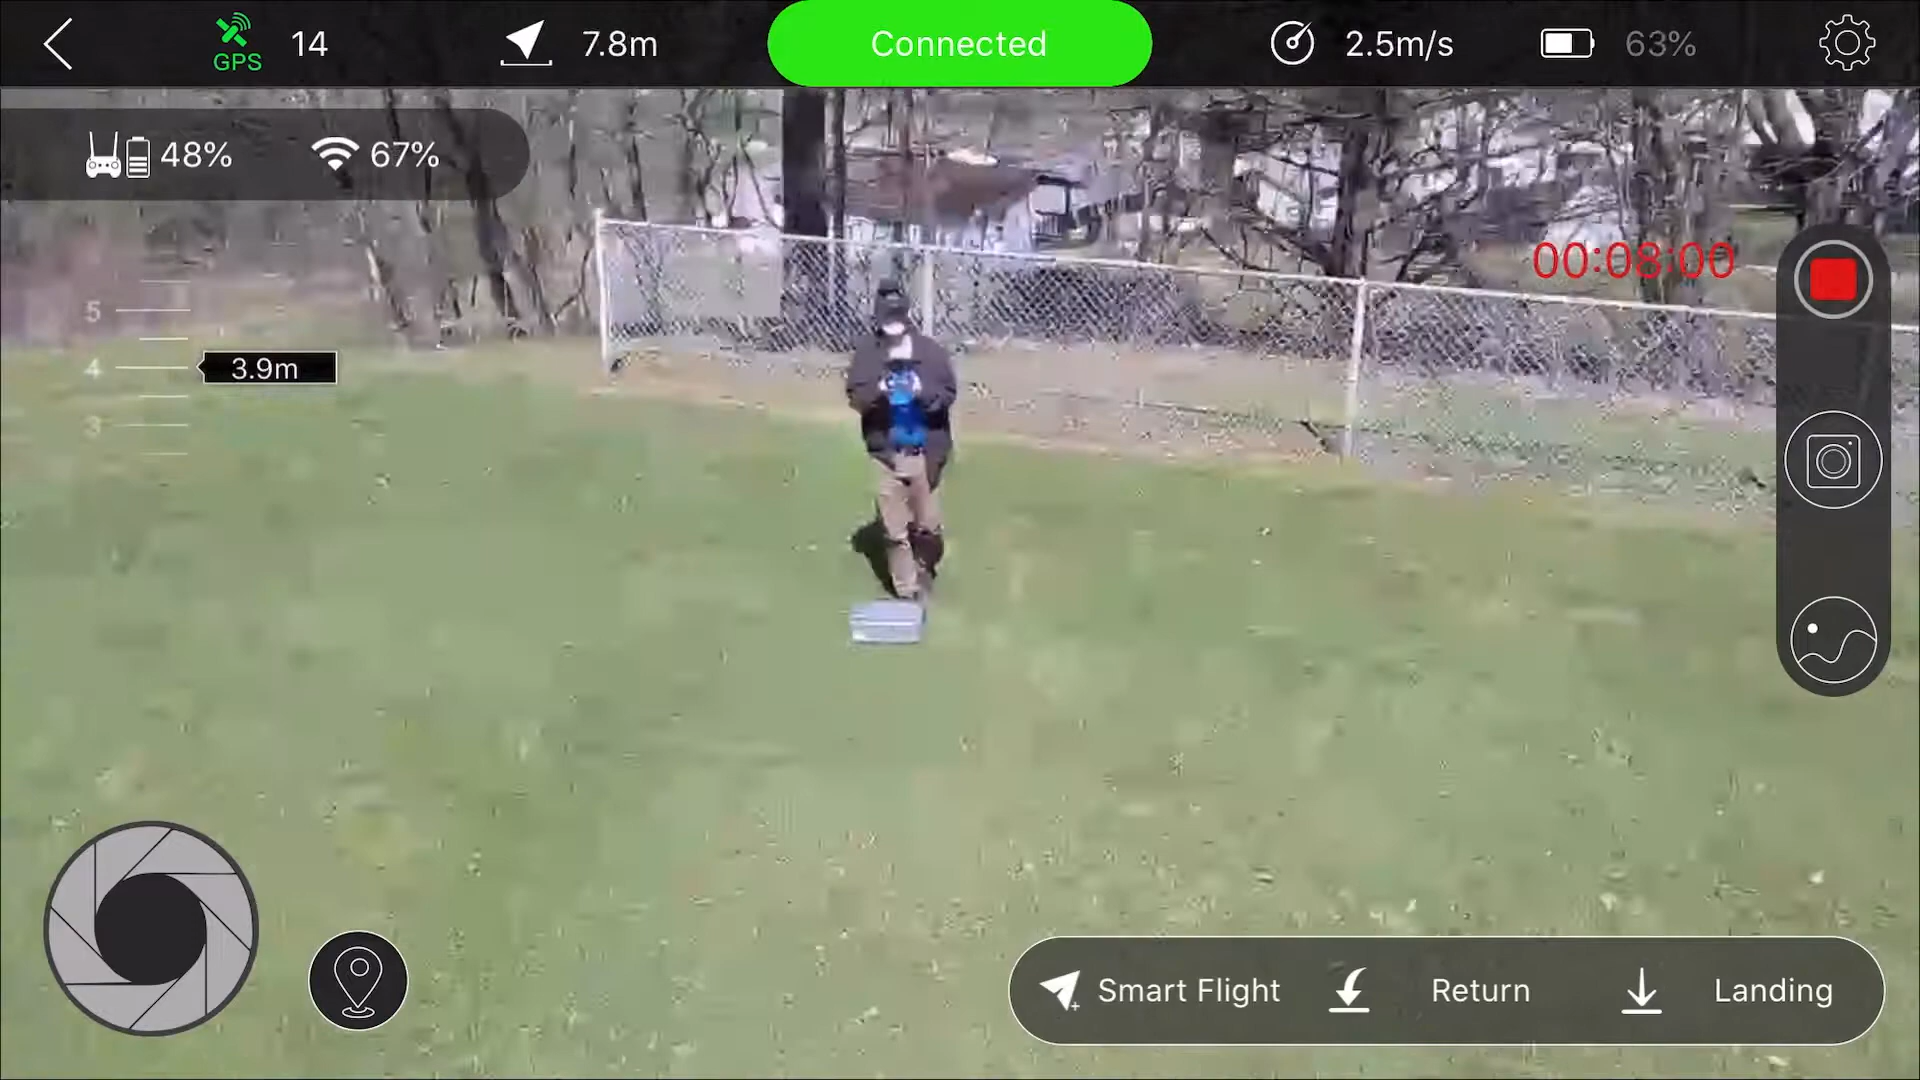 GPS 14 7.8m Connected 2.5m/s 63%
48% 67%
00:08:00
5
4 3.9m
3
Smart Flight Return Landing